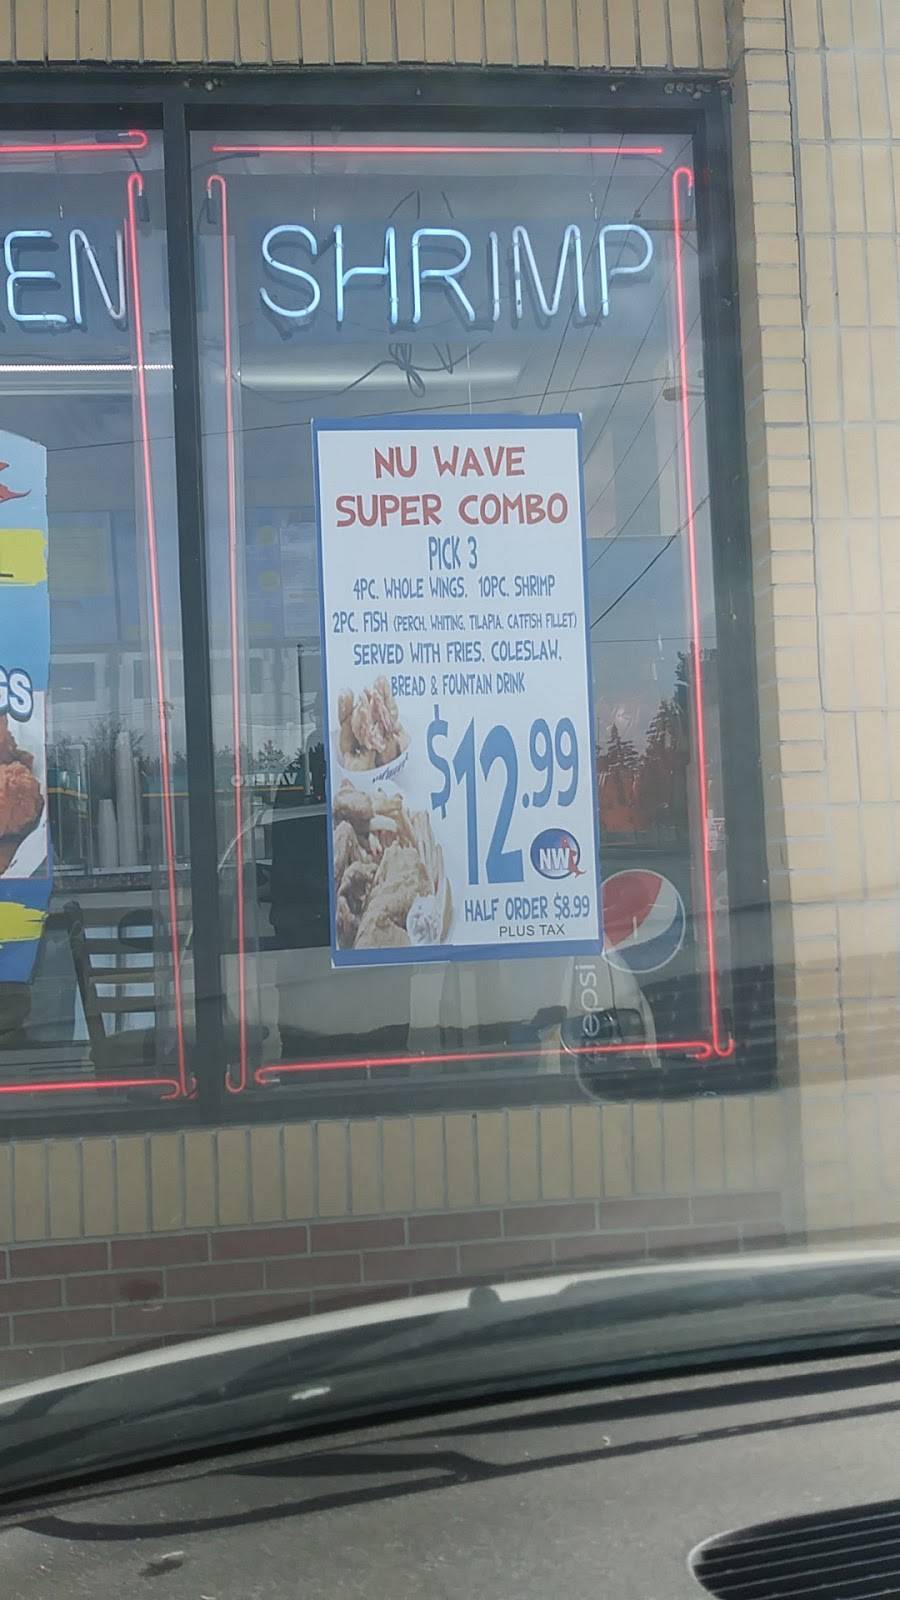 EN
SHRIMP
NU WAVE
SUPER COMBO
PICK 3
4PC. WHOLE WINGS. 10PC. SHRIMP
2PC. FISH (PERCH, WHITING, TILAPIA, CATFISH FILLET)
SERVED WITH FRIES, COLESLAW,
BREAD & FOUNTAIN DRINK
$12.99
NW
HALF ORDER $8.99
PLUS TAX
GS
VALERO
pepsi